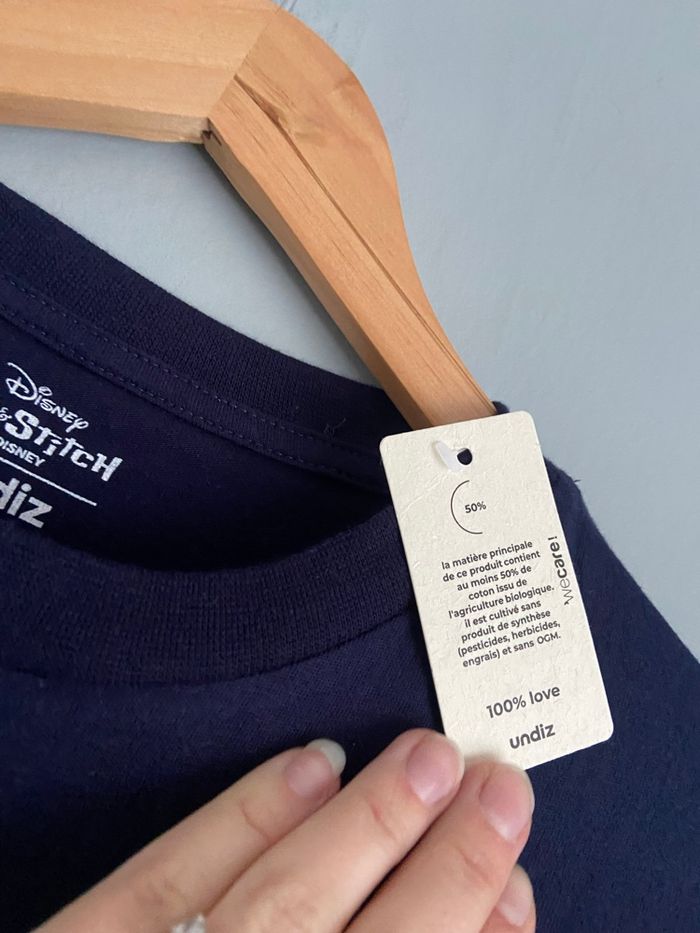 Disney
& STITCH
DISNEY
diz
50%
la matière principale
de ce produit contient
au moins 50% de
coton issu de
l'agriculture biologique.
il est cultivé sans
produit de synthèse
(pesticides, herbicides,
engrais) et sans OGM.
wecare!
100% love
undiz